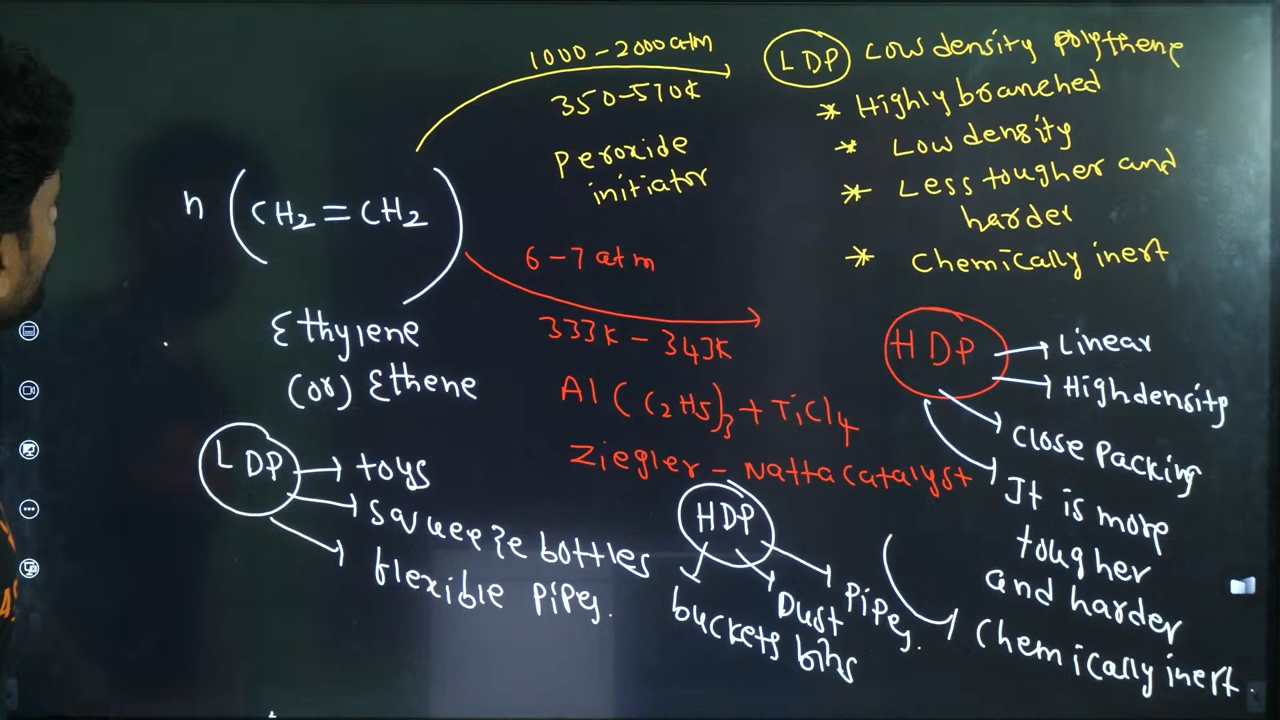 1000-2000 atm
350-570K
Peroxide
initiator
LDP Low density polythene
* Highly branched
* Low density
* Less tougher and
harder
* Chemically inert
n (CH2=CH2)
Ethylene
(or) Ethene
6-7 atm
333K - 343K
Al(C2H5)3 + TiCl4
Ziegler - Natta Catalyst
HDP
Linear
High density
Close Packing
It is more
tougher
and harder
Chemically inert.
LDP
toys
squeeze bottles
flexible pipes.
HDP
buckets
Dust
bins
Pipes.